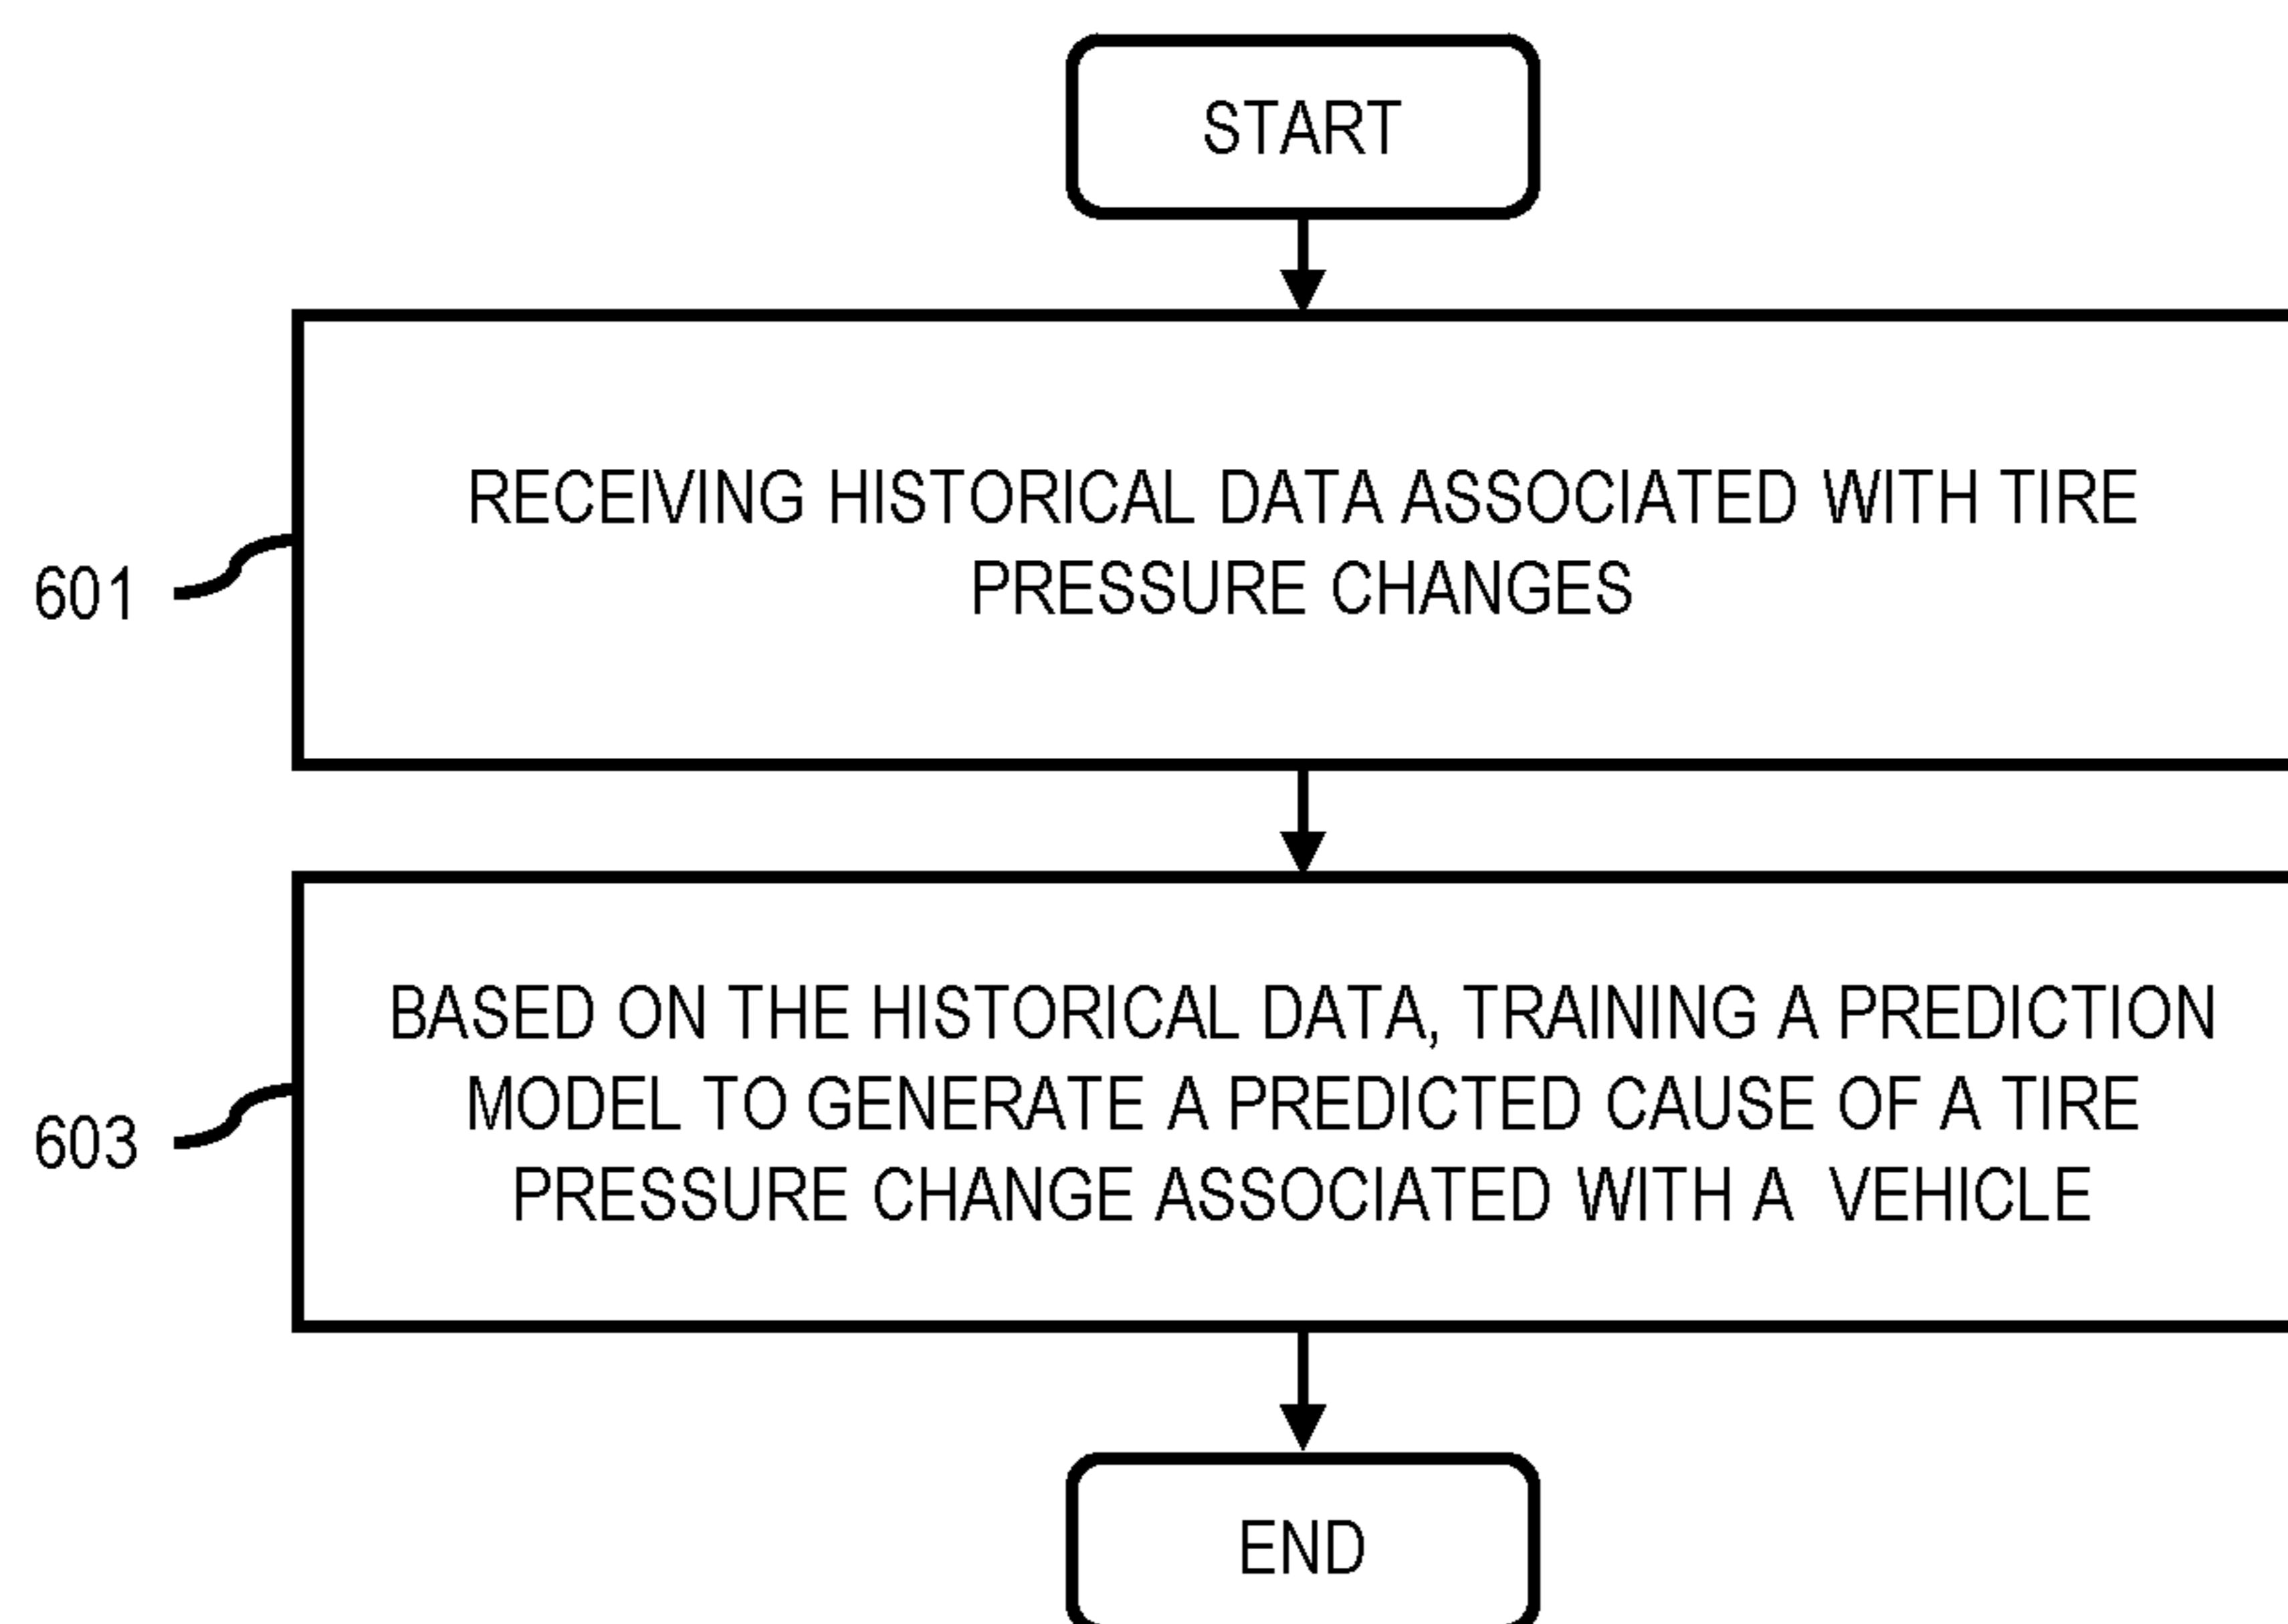 START
RECEIVING HISTORICAL DATA ASSOCIATED WITH TIRE
PRESSURE CHANGES
601
BASED ON THE HISTORICAL DATA, TRAINING A PREDICTION
MODEL TO GENERATE A PREDICTED CAUSE OF A TIRE
PRESSURE CHANGE ASSOCIATED WITH A VEHICLE
603
END